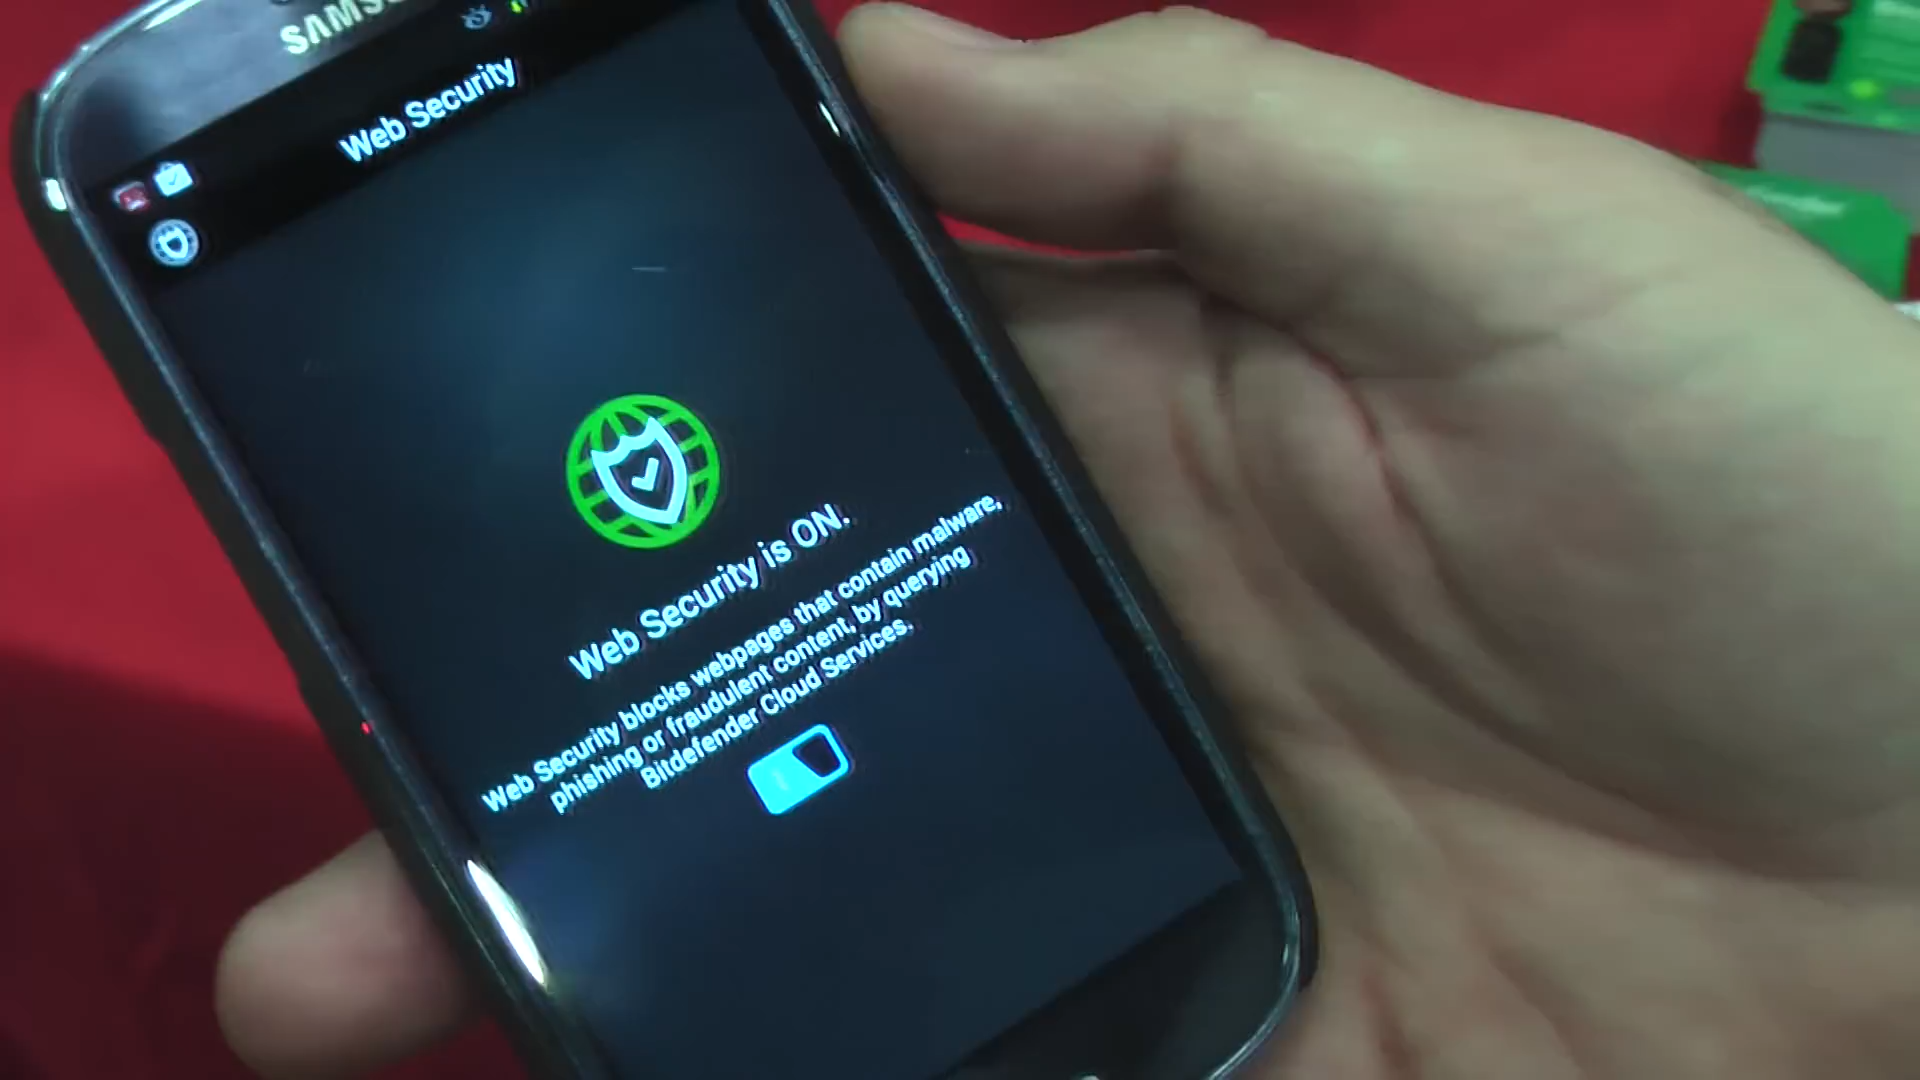 SAMS
Web Security
Web Security is ON.
Web Security blocks webpages that contain malware,
phishing or fraudulent content, by querying
Bitdefender Cloud Services.